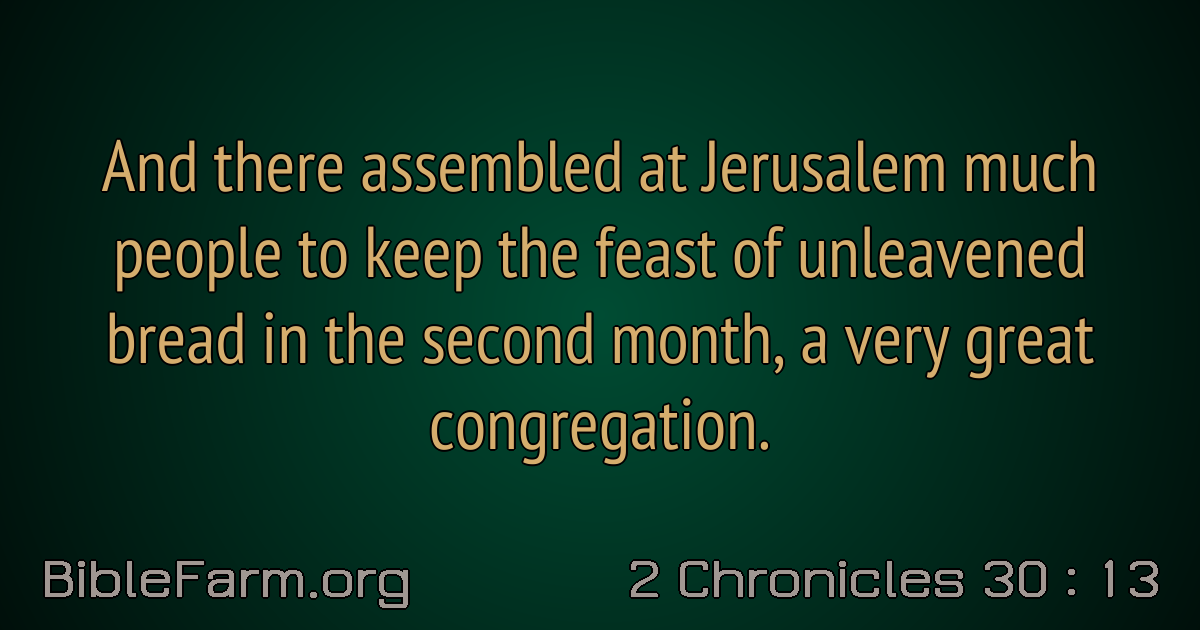 And there assembled at Jerusalem much
people to keep the feast of unleavened
bread in the second month, a very great
congregation.
BibleFarm.org
2 Chronicles 30 : 13